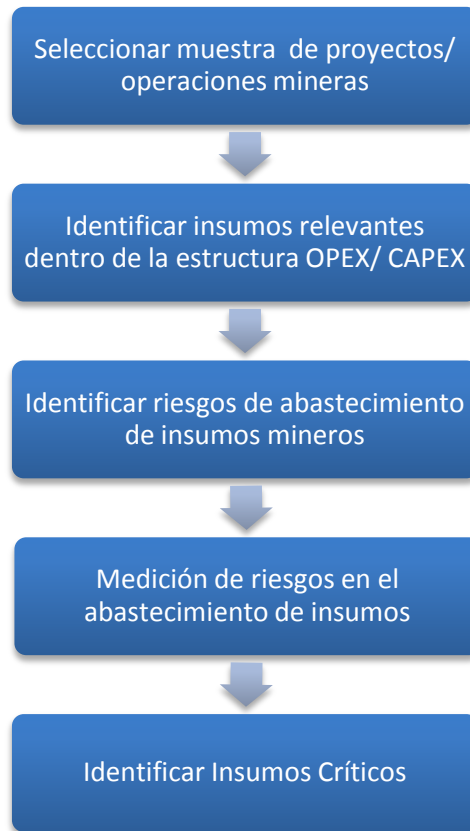 Seleccionar muestra de proyectos/
operaciones mineras
Identificar insumos relevantes
dentro de la estructura OPEX/ CAPEX
Identificar riesgos de abastecimiento
de insumos mineros
Medición de riesgos en el
abastecimiento de insumos
Identificar Insumos Críticos